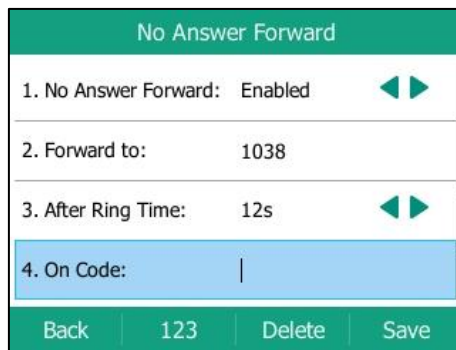 No Answer Forward
1. No Answer Forward: Enabled
2. Forward to: 1038
3. After Ring Time: 12s
4. On Code:
Back 123 Delete Save